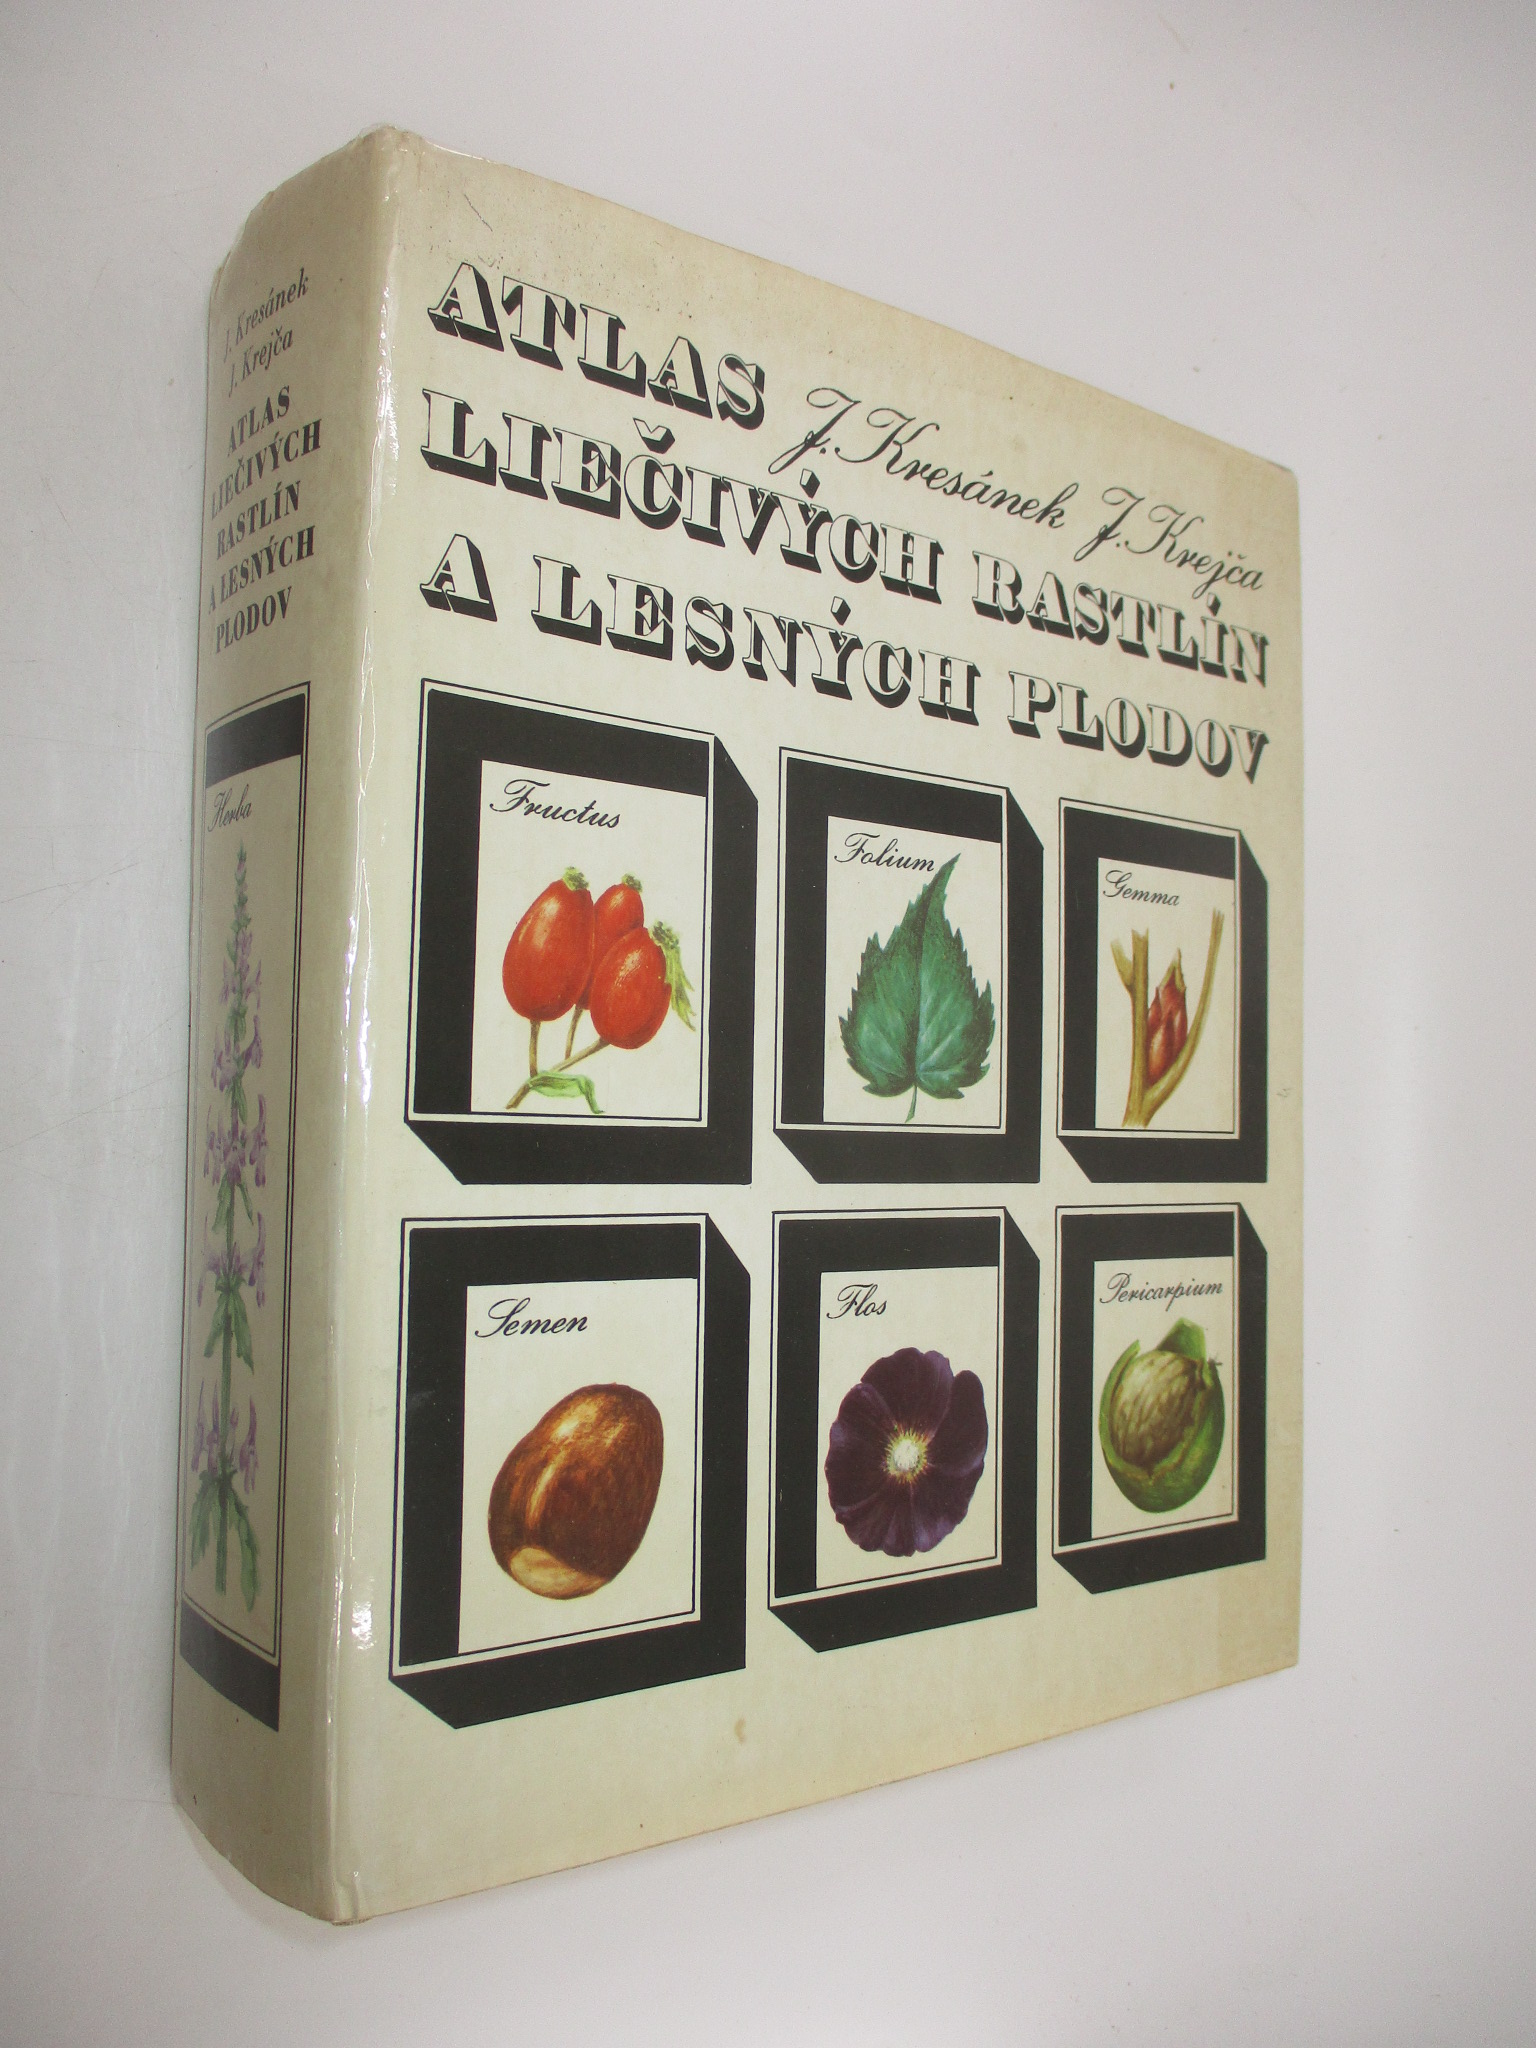 J. Kresánek
J. Krejča
ATLAS
LIEČIVÝCH
RASTLÍN
A LESNÝCH
PLODOV
Herba
ATLAS J. Kresánek J. Krejča
LIEČIVÝCH RASTLÍN
A LESNÝCH PLODOV
Fructus
Folium
Gemma
Semen
Flos
Pericarpium